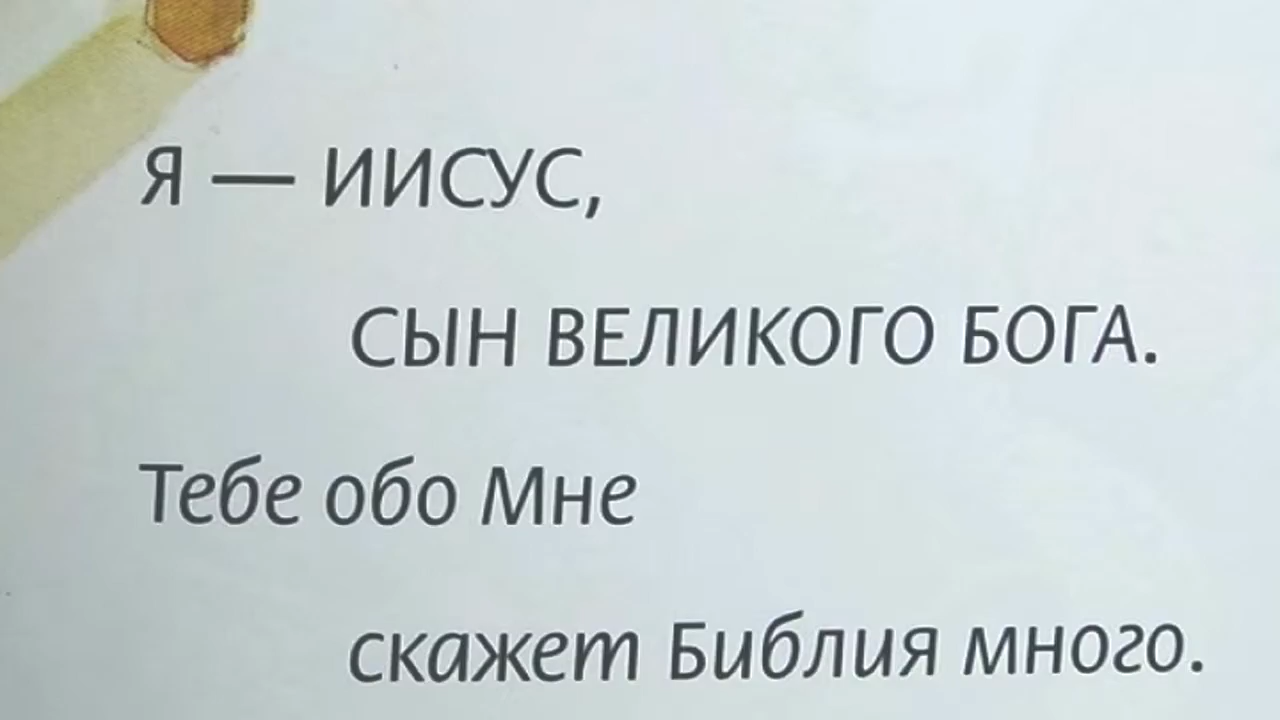 Я — ИИСУС,
СЫН ВЕЛИКОГО БОГА.
Тебе обо Мне
скажет Библия много.